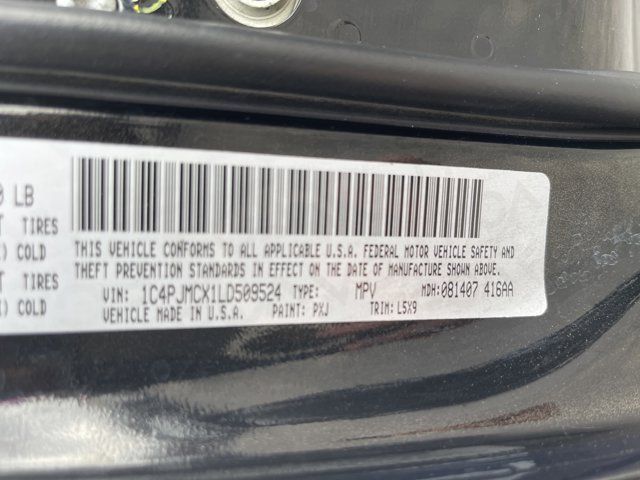 LB
TIRES
COLD
TIRES
COLD
THIS VEHICLE CONFORMS TO ALL APPLICABLE U.S.A. FEDERAL MOTOR VEHICLE SAFETY AND
THEFT PREVENTION STANDARDS IN EFFECT ON THE DATE OF MANUFACTURE SHOWN ABOVE.
VIN: 1C4PJMCX1LD509524 TYPE: MPV MDH: 081407 416AA
VEHICLE MADE IN U.S.A. PAINT: PXJ TRIM: L5X9